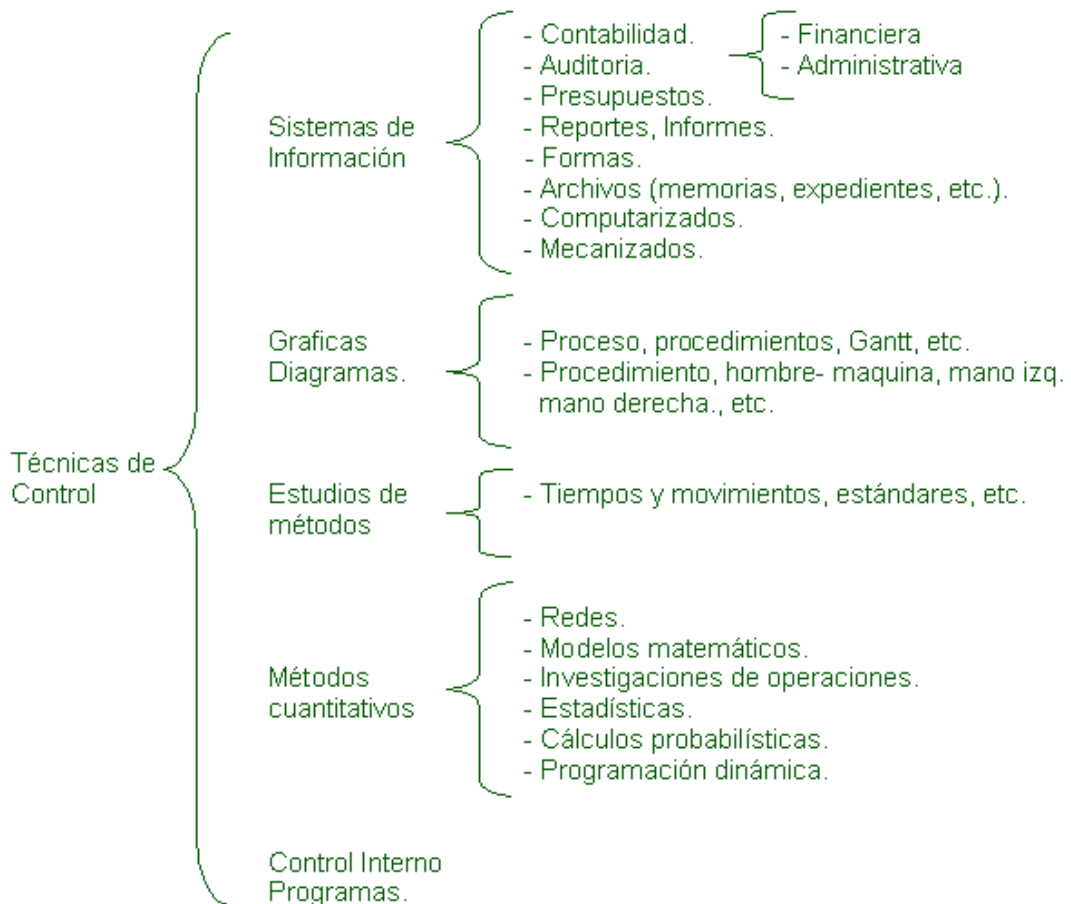 - Contabilidad.
- Auditoria.
- Financiera
- Administrativa
- Presupuestos.
Sistemas de
Información
- Reportes, Informes.
- Formas.
- Archivos (memorias, expedientes, etc.).
- Computarizados.
- Mecanizados.
Graficas
Diagramas.
- Proceso, procedimientos, Gantt, etc.
- Procedimiento, hombre- maquina, mano izq.
mano derecha., etc.
Técnicas de
Control
Estudios de
métodos
- Tiempos y movimientos, estándares, etc.
Métodos
cuantitativos
- Redes.
- Modelos matemáticos.
- Investigaciones de operaciones.
- Estadísticas.
- Cálculos probabilísticas.
- Programación dinámica.
Control Interno
Programas.